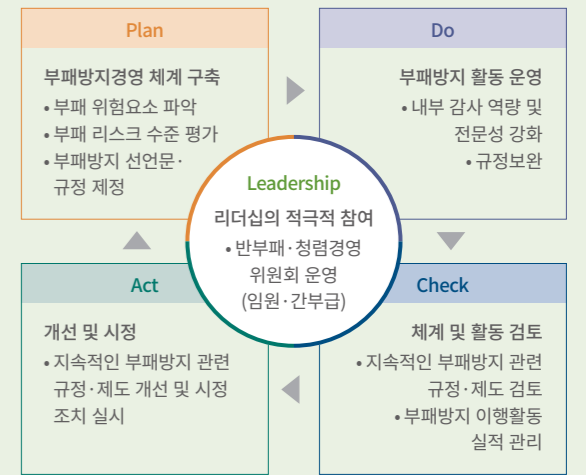 Plan
부패방지경영 체계 구축
• 부패 위험요소 파악
• 부패 리스크 수준 평가
• 부패방지 선언문·
규정 제정
Do
부패방지 활동 운영
• 내부 감사 역량 및
전문성 강화
• 규정보완
Leadership
리더십의 적극적 참여
• 반부패·청렴경영
위원회 운영
(임원·간부급)
Act
개선 및 시정
• 지속적인 부패방지 관련
규정·제도 개선 및 시정
조치 실시
Check
체계 및 활동 검토
• 지속적인 부패방지 관련
규정·제도 검토
• 부패방지 이행활동
실적 관리